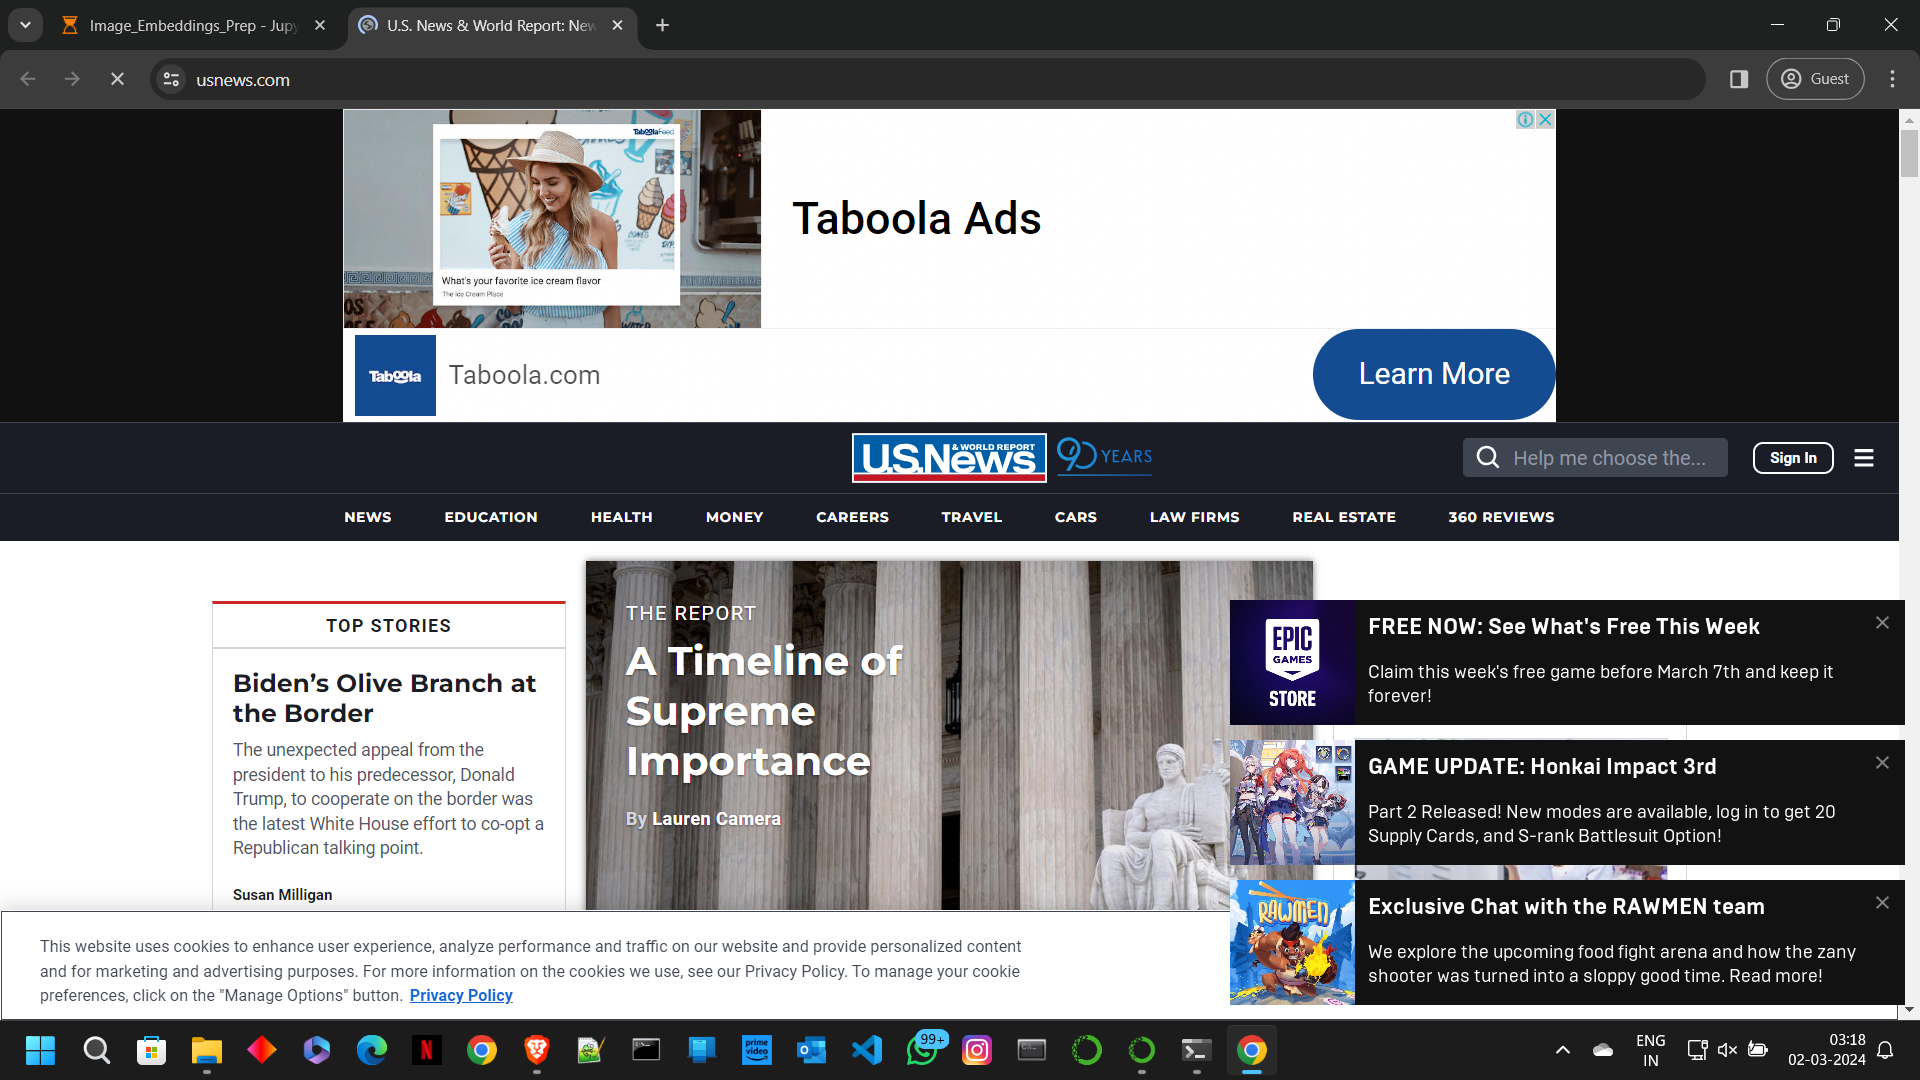 Image_Embeddings_Prep - Jupy
U.S. News & World Report: New
usnews.com
Guest
TaboolaFeed
What's your favorite ice cream flavor
The Ice Cream Place
Taboola Ads
Taboola
Taboola.com
Learn More
U.S.News & WORLD REPORT
90 YEARS
Help me choose the...
Sign In
NEWS
EDUCATION
HEALTH
MONEY
CAREERS
TRAVEL
CARS
LAW FIRMS
REAL ESTATE
360 REVIEWS
TOP STORIES
Biden’s Olive Branch at
the Border
The unexpected appeal from the
president to his predecessor, Donald
Trump, to cooperate on the border was
the latest White House effort to co-opt a
Republican talking point.
Susan Milligan
THE REPORT
A Timeline of
Supreme
Importance
By Lauren Camera
EPIC
GAMES
STORE
FREE NOW: See What's Free This Week
Claim this week's free game before March 7th and keep it
forever!
GAME UPDATE: Honkai Impact 3rd
Part 2 Released! New modes are available, log in to get 20
Supply Cards, and S-rank Battlesuit Option!
RAWMEN
Exclusive Chat with the RAWMEN team
We explore the upcoming food fight arena and how the zany
shooter was turned into a sloppy good time. Read more!
This website uses cookies to enhance user experience, analyze performance and traffic on our website and provide personalized content
and for marketing and advertising purposes. For more information on the cookies we use, see our Privacy Policy. To manage your cookie
preferences, click on the "Manage Options" button. Privacy Policy
prime
video
99+
ENG
IN
03:18
02-03-2024